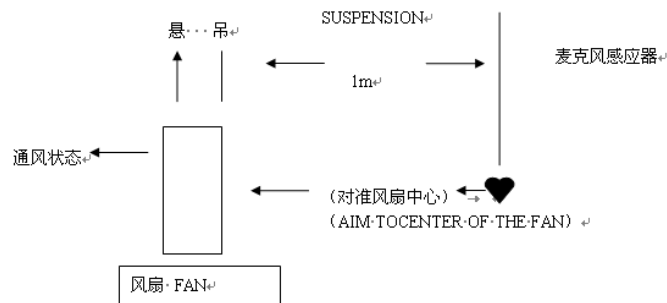 SUSPENSION
悬···吊
麦克风感应器
1m
通风状态
(对准风扇中心)
(AIM·TOCENTER·OF·THE·FAN)
风扇·FAN